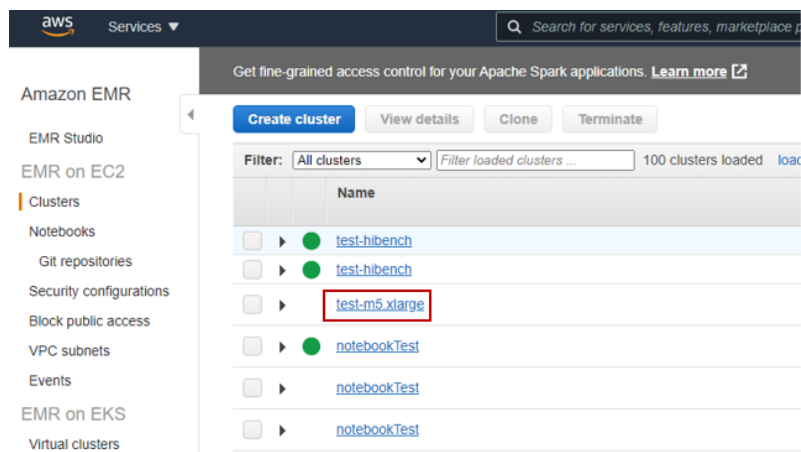 aws
Services ▼
Search for services, features, marketplace p
Get fine-grained access control for your Apache Spark applications. Learn more
Amazon EMR
EMR Studio
EMR on EC2
Clusters
Notebooks
Git repositories
Security configurations
Block public access
VPC subnets
Events
EMR on EKS
Virtual clusters
Create cluster
View details
Clone
Terminate
Filter: All clusters Filter loaded clusters ... 100 clusters loaded loac
Name
test-hibench
test-hibench
test-m5.xlarge
notebookTest
notebookTest
notebookTest